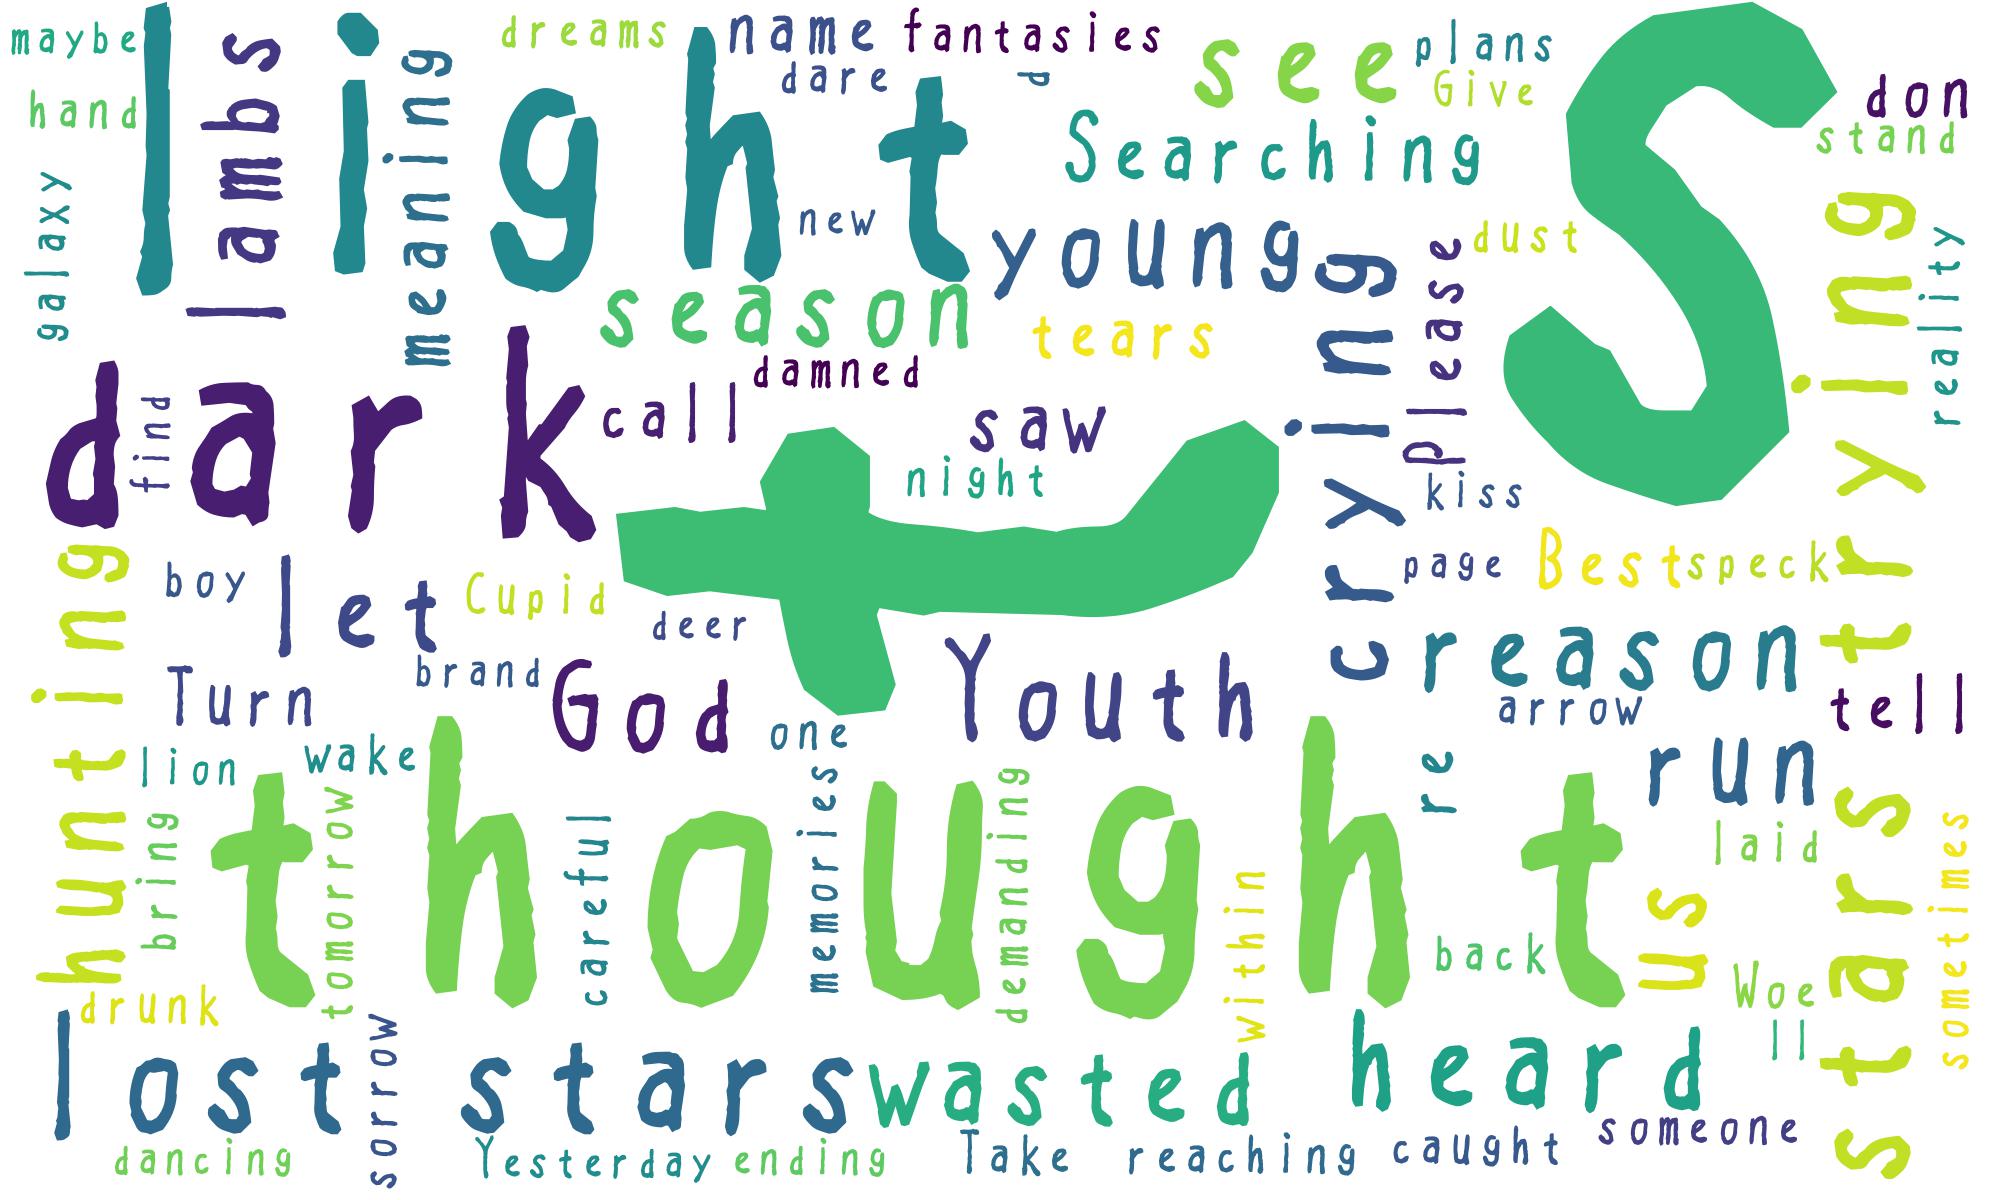 maybe
hand
galaxy
lambs
light
meaning
dreams
name
fantasies
dare
d
see
plans
Give
S
don
stand
Searching
new
young
dust
please
crying
stars trying
reality
season
tears
damned
dark
find
call
saw
night
t
kiss
page
Best
speck
hunting
boy
let
Cupid
deer
brand
God
Youth
reason
arrow
tell
Turn
one
lion
wake
re
run
thought
bring
tomorrow
careful
memories
demanding
within
laid
us
sometimes
back
Woe
ll
drunk
lost stars
sorrow
wasted
heard
someone
dancing
Yesterday
ending
Take
reaching
caught